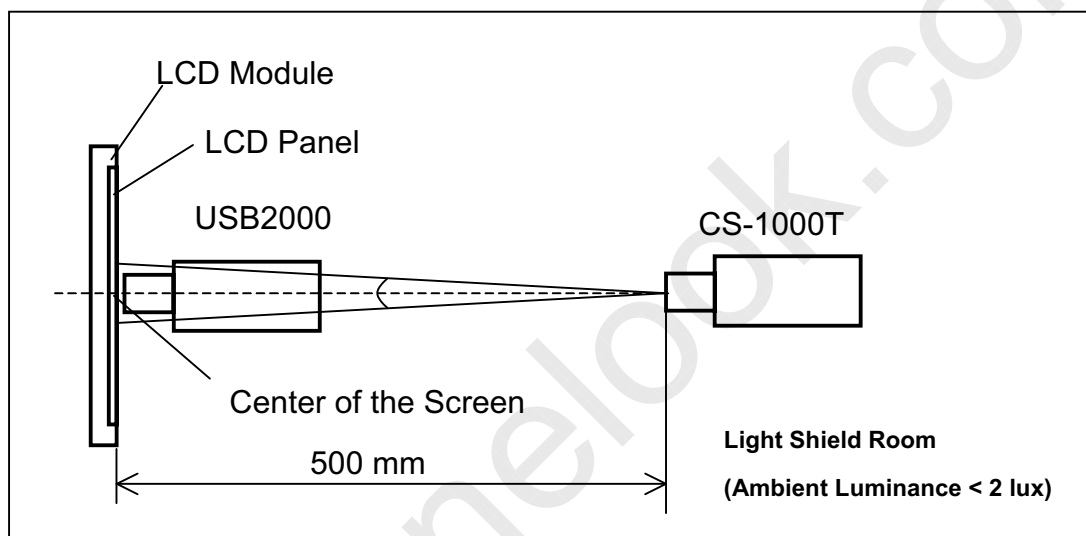 LCD Module
LCD Panel
USB2000
CS-1000T
Center of the Screen
500 mm
Light Shield Room
(Ambient Luminance < 2 lux)